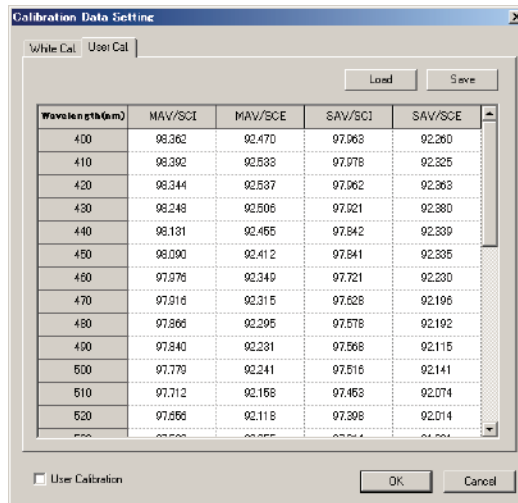 Calibration Data Setting
White Cal. User Cal.
Load Save
Wavelength(nm) MAV/SCI MAV/SCE SAV/SCI SAV/SCE
400 98.362 92.470 97.963 92.260
410 98.392 92.533 97.978 92.325
420 98.344 92.537 97.962 92.363
430 98.248 92.506 97.921 92.380
440 98.131 92.455 97.842 92.339
450 98.090 92.412 97.841 92.335
460 97.976 92.349 97.721 92.230
470 97.916 92.315 97.628 92.196
480 97.866 92.295 97.578 92.192
490 97.840 92.231 97.568 92.115
500 97.779 92.241 97.516 92.141
510 97.712 92.158 97.453 92.074
520 97.656 92.118 97.398 92.014
User Calibration
OK Cancel